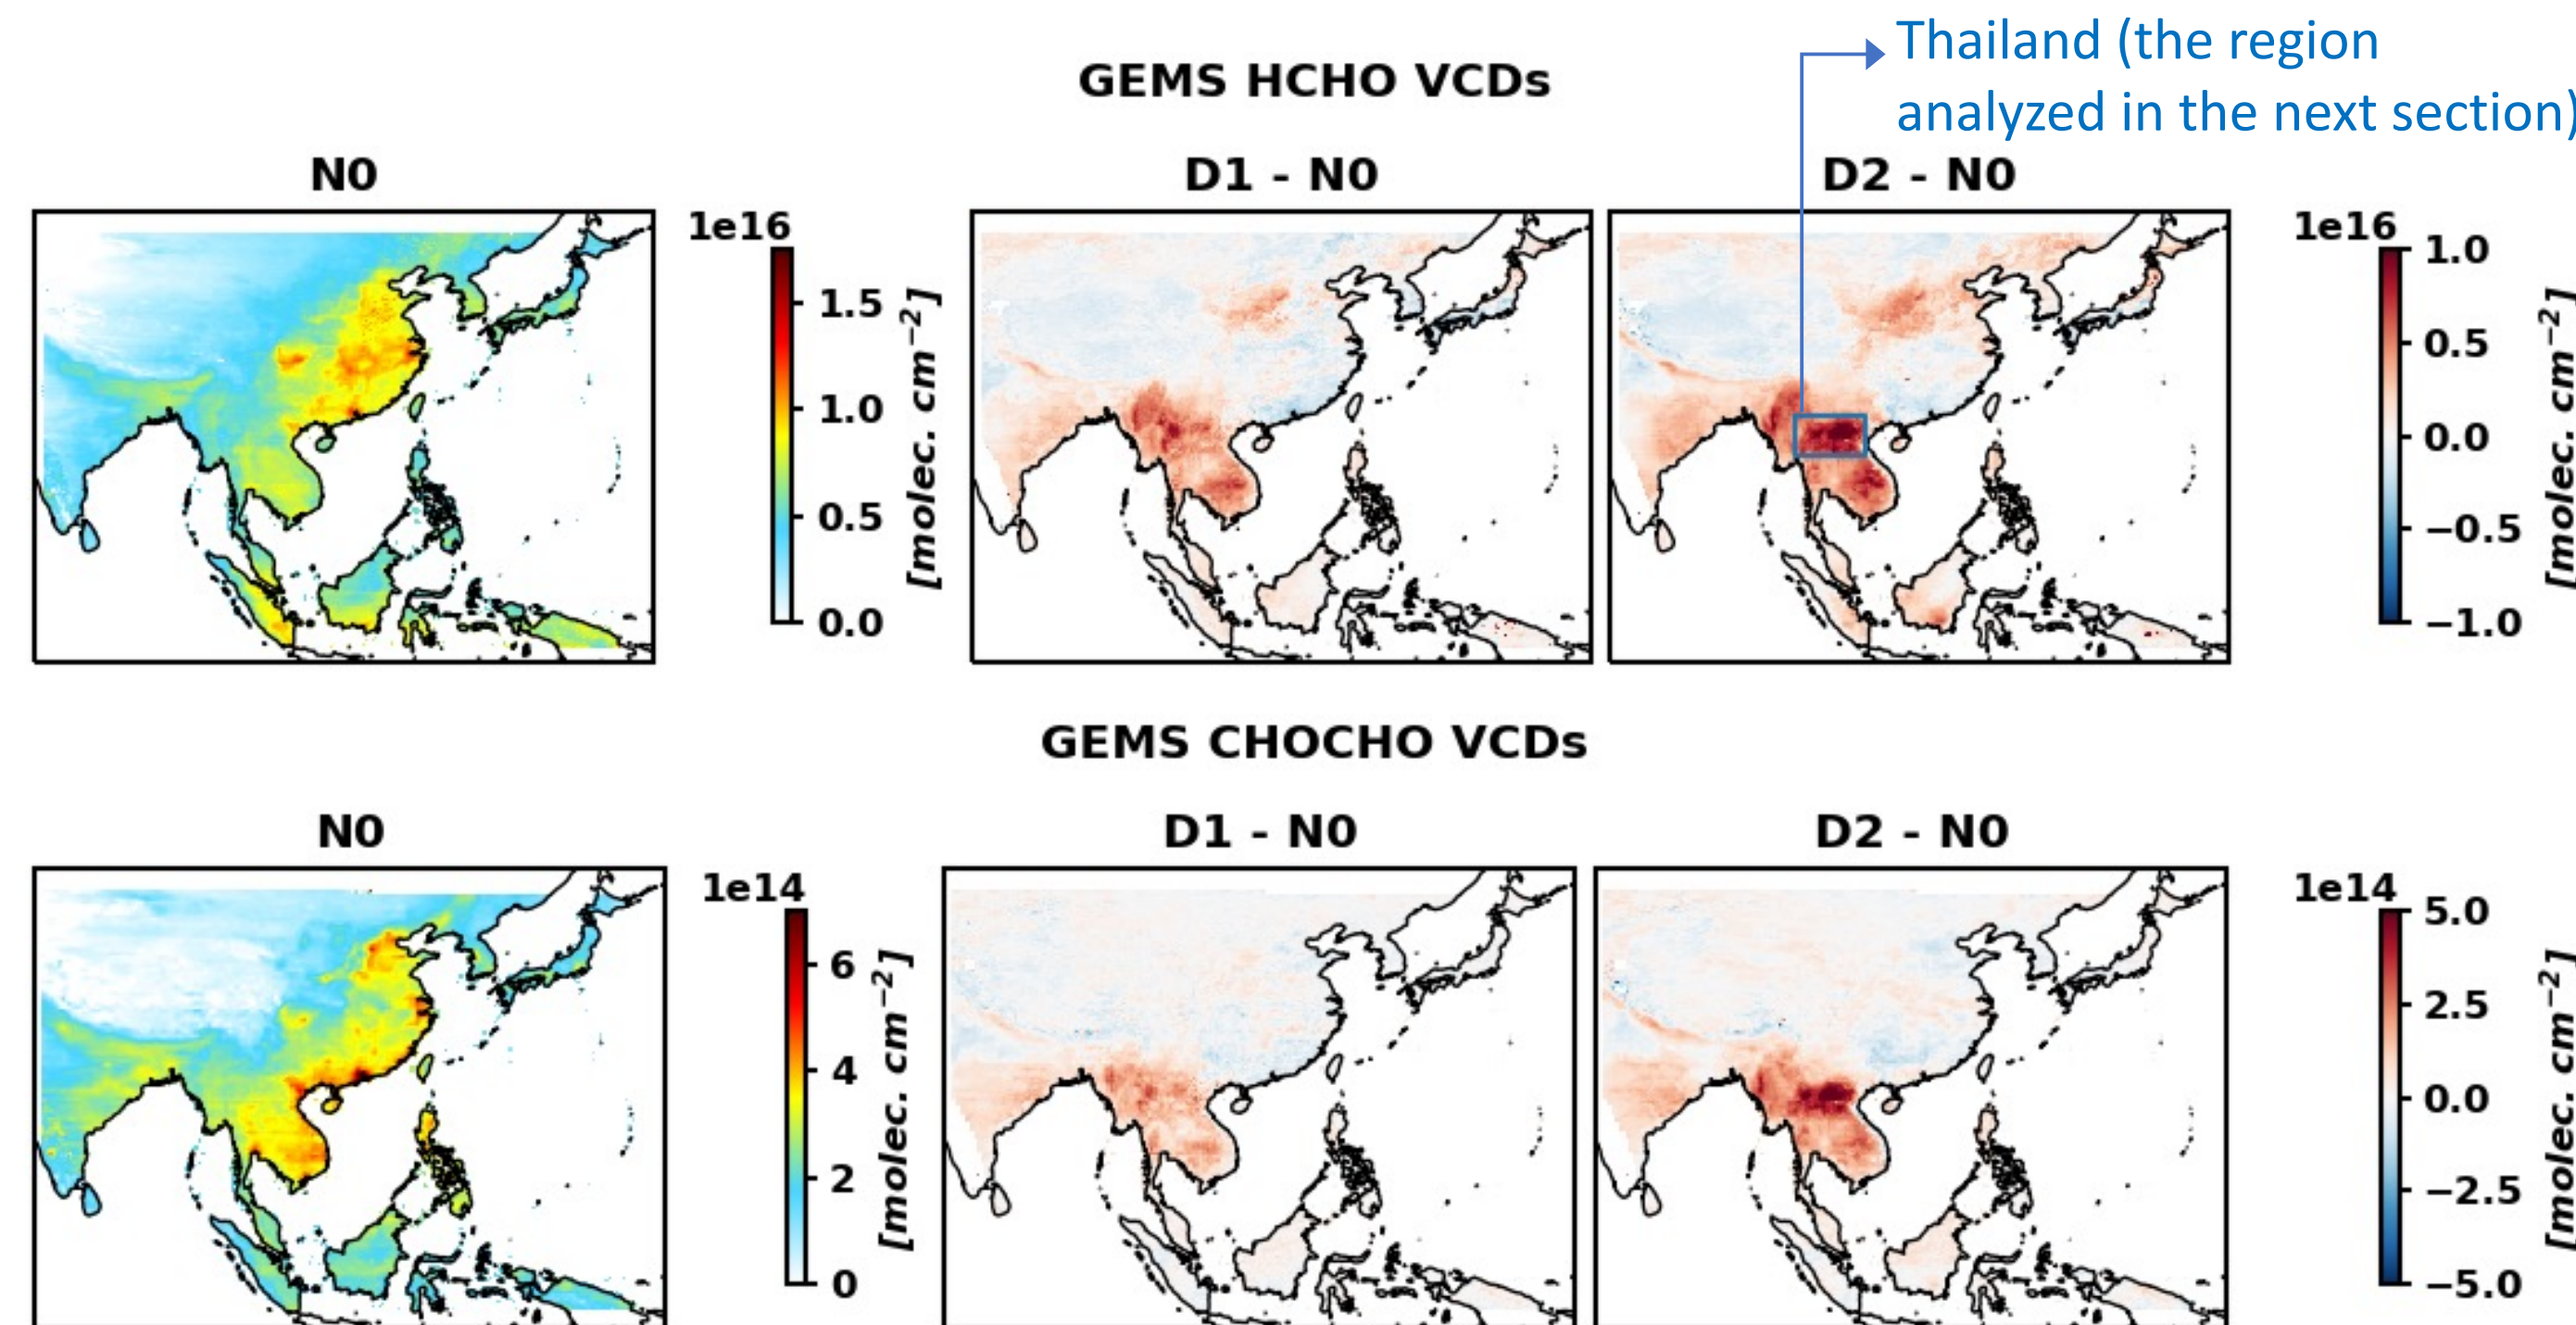 Thailand (the region
analyzed in the next section)
GEMS HCHO VCDs
N0
D1 - N0
D2 - N0
1e16
1.5
1.0
0.5
0.0
[molec. cm⁻²]
1e16
1.0
0.5
0.0
−0.5
−1.0
[molec. cm⁻²]
GEMS CHOCHO VCDs
N0
D1 - N0
D2 - N0
1e14
6
4
2
0
[molec. cm⁻²]
1e14
5.0
2.5
0.0
−2.5
−5.0
[molec. cm⁻²]